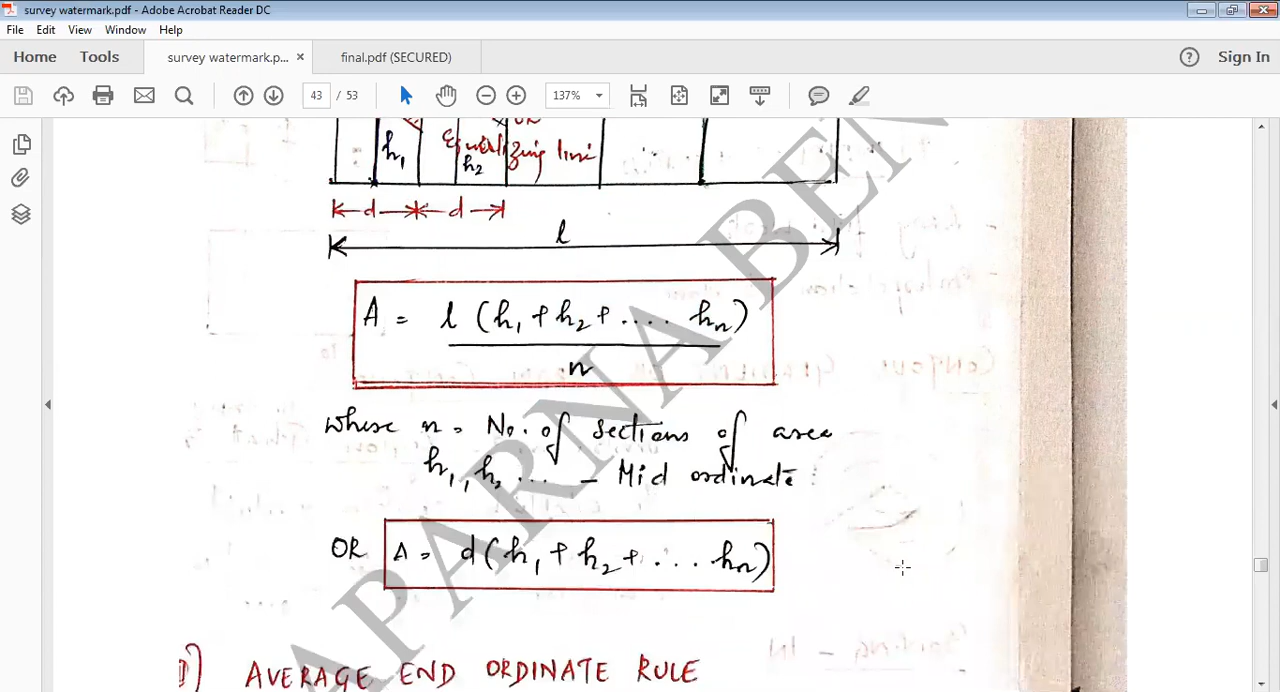 survey watermark.pdf - Adobe Acrobat Reader DC
File Edit View Window Help
Home Tools survey watermark.p... × final.pdf (SECURED) ? Sign In
43 / 53 137%
h₁ h₂ zing line
d d
l
A = l (h₁ + h₂ + .... hn)
n
where n = No. of sections of area
h₁, h₂ ... - Mid ordinate
OR A = d(h₁ + h₂ + .... hn)
D) AVERAGE END ORDINATE RULE
APARNA BEN